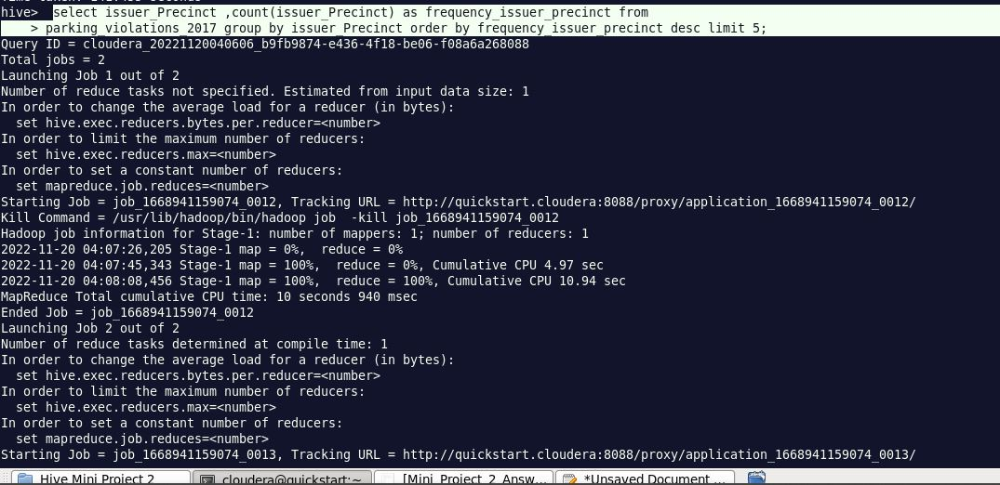 hive> select issuer_Precinct ,count(issuer_Precinct) as frequency_issuer_precinct from
> parking_violations_2017 group by issuer_Precinct order by frequency_issuer_precinct desc limit 5;
Query ID = cloudera_20221120040606_b9fb9874-e436-4f18-be06-f08a6a268088
Total jobs = 2
Launching Job 1 out of 2
Number of reduce tasks not specified. Estimated from input data size: 1
In order to change the average load for a reducer (in bytes):
  set hive.exec.reducers.bytes.per.reducer=<number>
In order to limit the maximum number of reducers:
  set hive.exec.reducers.max=<number>
In order to set a constant number of reducers:
  set mapreduce.job.reduces=<number>
Starting Job = job_1668941159074_0012, Tracking URL = http://quickstart.cloudera:8088/proxy/application_1668941159074_0012/
Kill Command = /usr/lib/hadoop/bin/hadoop job  -kill job_1668941159074_0012
Hadoop job information for Stage-1: number of mappers: 1; number of reducers: 1
2022-11-20 04:07:26,205 Stage-1 map = 0%,  reduce = 0%
2022-11-20 04:07:45,343 Stage-1 map = 100%,  reduce = 0%, Cumulative CPU 4.97 sec
2022-11-20 04:08:08,456 Stage-1 map = 100%,  reduce = 100%, Cumulative CPU 10.94 sec
MapReduce Total cumulative CPU time: 10 seconds 940 msec
Ended Job = job_1668941159074_0012
Launching Job 2 out of 2
Number of reduce tasks determined at compile time: 1
In order to change the average load for a reducer (in bytes):
  set hive.exec.reducers.bytes.per.reducer=<number>
In order to limit the maximum number of reducers:
  set hive.exec.reducers.max=<number>
In order to set a constant number of reducers:
  set mapreduce.job.reduces=<number>
Starting Job = job_1668941159074_0013, Tracking URL = http://quickstart.cloudera:8088/proxy/application_1668941159074_0013/
Hive Mini Project 2 cloudera@quickstart:~ [Mini_Project_2_Answ... *Unsaved Document ...